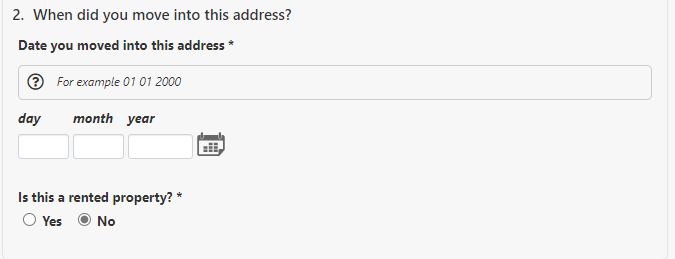 2. When did you move into this address?
Date you moved into this address *
? For example 01 01 2000
day month year
Is this a rented property? *
Yes No